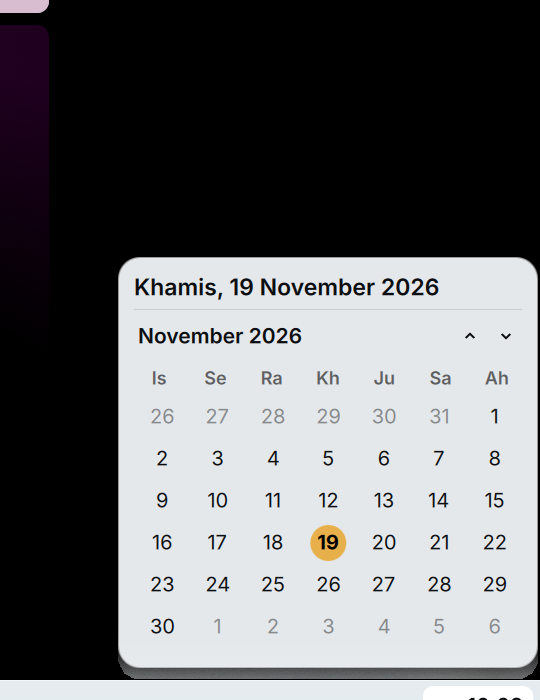 Khamis, 19 November 2026
November 2026
Is Se Ra Kh Ju Sa Ah
26 27 28 29 30 31 1
2 3 4 5 6 7 8
9 10 11 12 13 14 15
16 17 18 19 20 21 22
23 24 25 26 27 28 29
30 1 2 3 4 5 6